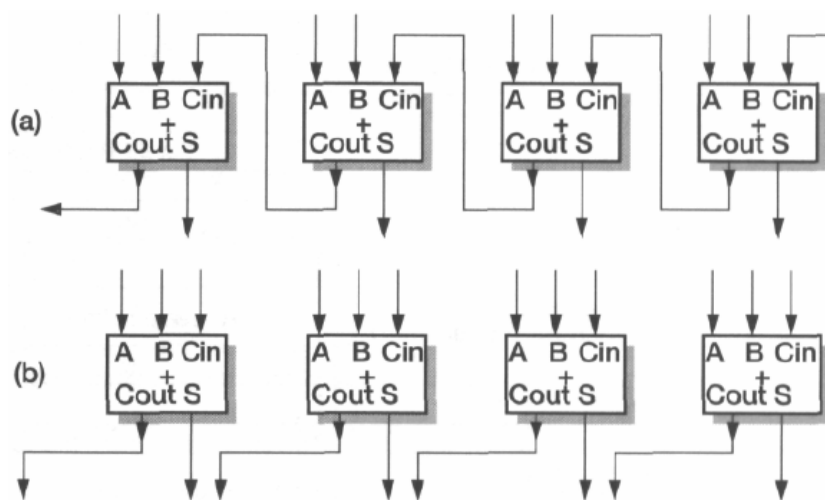 A B Cin A B Cin A B Cin A B Cin
(a) + + + +
Cout S Cout S Cout S Cout S
A B Cin A B Cin A B Cin A B Cin
(b) + + + +
Cout S Cout S Cout S Cout S